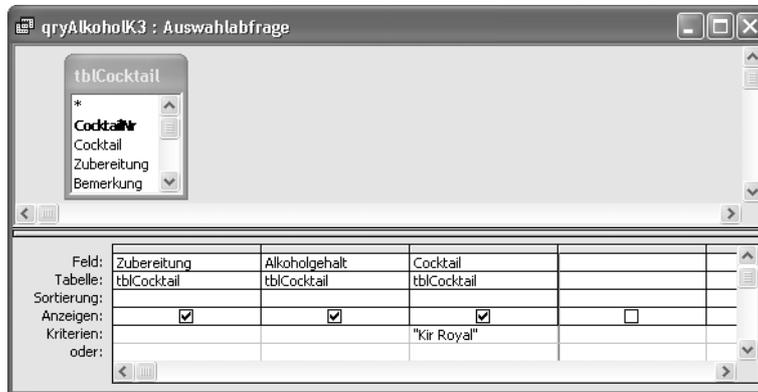 qryAlkoholK3 : Auswahlabfrage
tblCocktail
*
CocktailNr
Cocktail
Zubereitung
Bemerkung
Feld: Zubereitung Alkoholgehalt Cocktail
Tabelle: tblCocktail tblCocktail tblCocktail
Sortierung:
Anzeigen:
Kriterien: "Kir Royal"
oder: